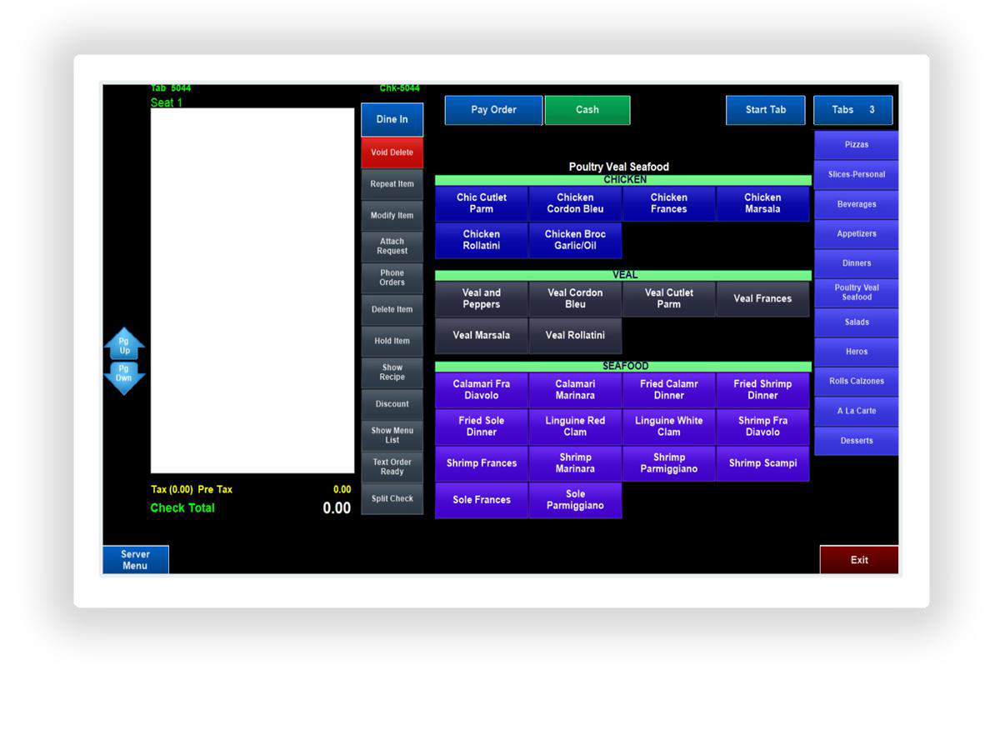 Tab 5044
Chk-5044
Seat 1
Dine In
Void Delete
Repeat Item
Modify Item
Attach
Request
Phone
Orders
Delete Item
Hold Item
Show
Recipe
Discount
Show Menu
List
Text Order
Ready
Split Check
Pg
Up
Pg
Dwn
Tax (0.00) Pre Tax 0.00
Check Total 0.00
Server
Menu
Pay Order
Cash
Start Tab
Tabs 3
Poultry Veal Seafood
CHICKEN
Chic Cutlet
Parm
Chicken
Cordon Bleu
Chicken
Frances
Chicken
Marsala
Chicken
Rollatini
Chicken Broc
Garlic/Oil
VEAL
Veal and
Peppers
Veal Cordon
Bleu
Veal Cutlet
Parm
Veal Frances
Veal Marsala
Veal Rollatini
SEAFOOD
Calamari Fra
Diavolo
Calamari
Marinara
Fried Calamr
Dinner
Fried Shrimp
Dinner
Fried Sole
Dinner
Linguine Red
Clam
Linguine White
Clam
Shrimp Fra
Diavolo
Shrimp Frances
Shrimp
Marinara
Shrimp
Parmiggiano
Shrimp Scampi
Sole Frances
Sole
Parmiggiano
Pizzas
Slices-Personal
Beverages
Appetizers
Dinners
Poultry Veal
Seafood
Salads
Heros
Rolls Calzones
A La Carte
Desserts
Exit